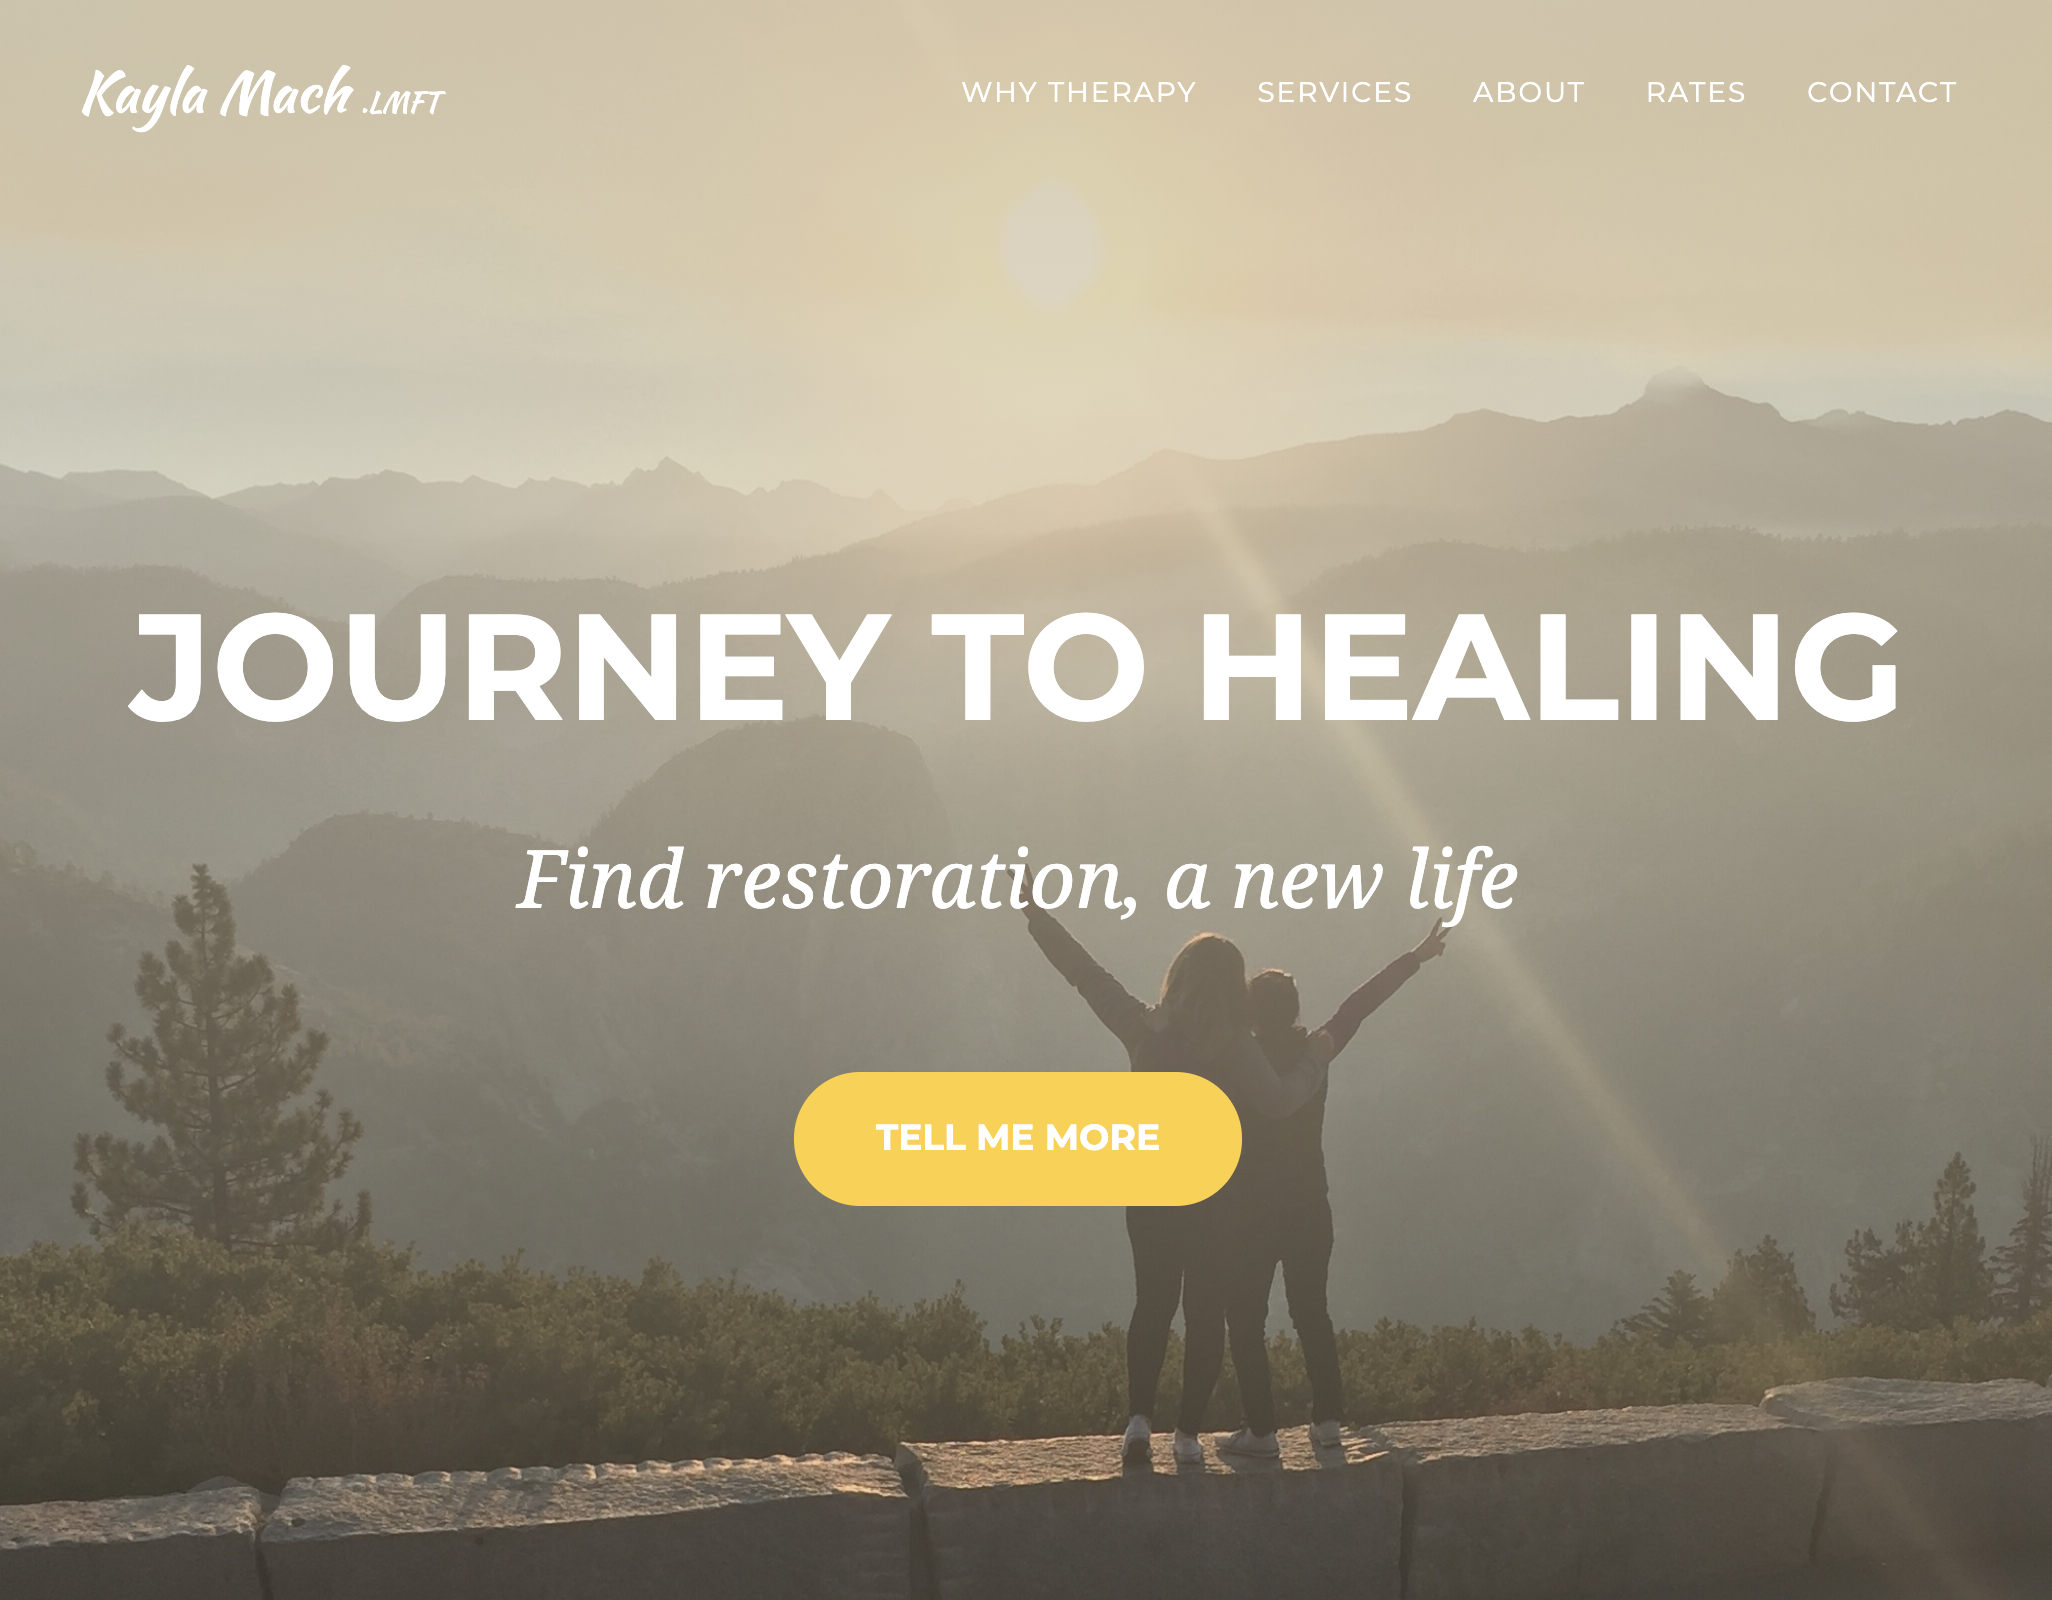 Kayla Mach .LMFT
WHY THERAPY SERVICES ABOUT RATES CONTACT
JOURNEY TO HEALING
Find restoration, a new life
TELL ME MORE